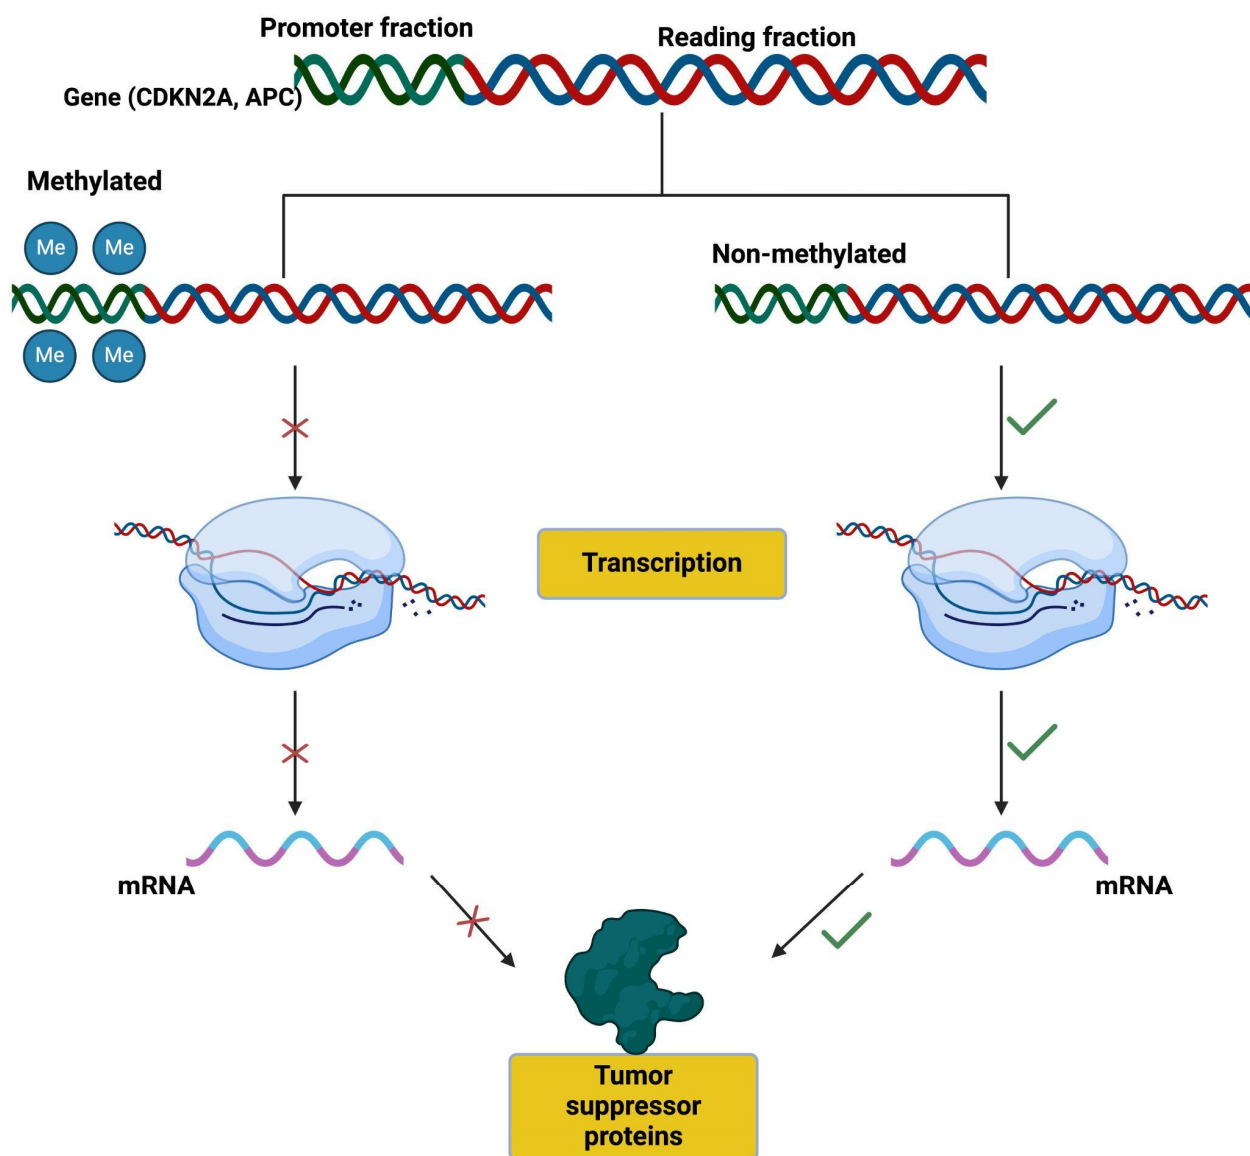 Promoter fraction
Reading fraction
Gene (CDKN2A, APC)
Methylated
Me Me
Non-methylated
Me Me
Transcription
mRNA
mRNA
Tumor
suppressor
proteins